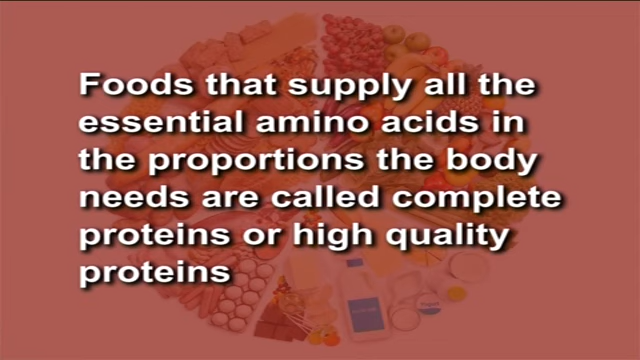 Foods that supply all the
essential amino acids in
the proportions the body
needs are called complete
proteins or high quality
proteins